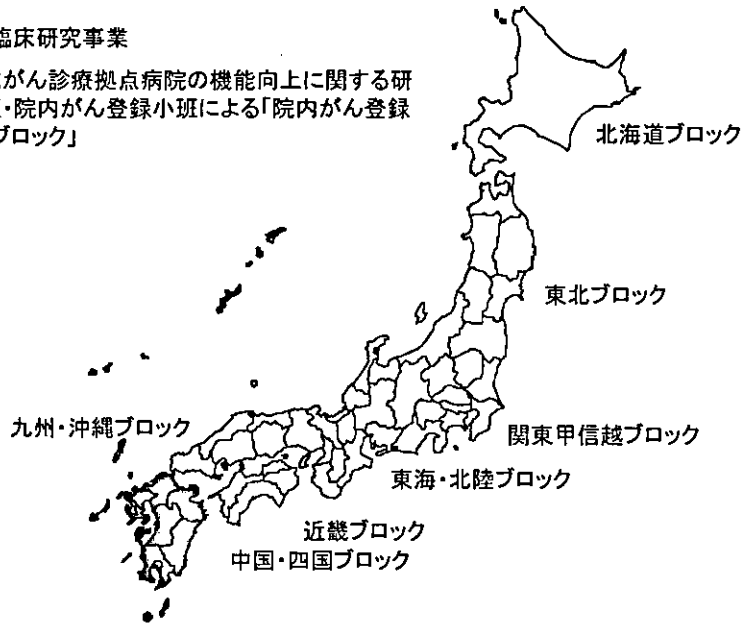 臨床研究事業
がん診療拠点病院の機能向上に関する研
・院内がん登録小班による「院内がん登録
ブロック」
北海道ブロック
東北ブロック
九州・沖縄ブロック
関東甲信越ブロック
東海・北陸ブロック
近畿ブロック
中国・四国ブロック